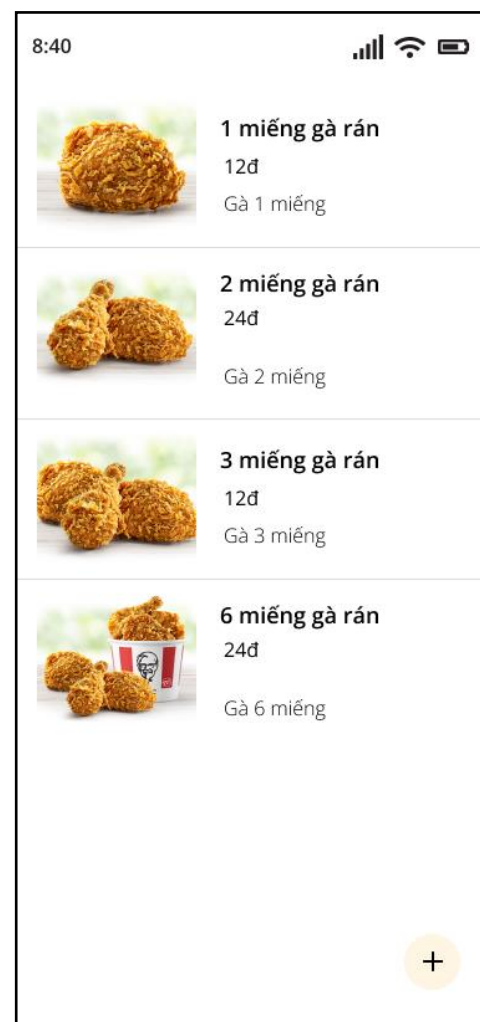 8:40
1 miếng gà rán
12đ
Gà 1 miếng
2 miếng gà rán
24đ
Gà 2 miếng
3 miếng gà rán
12đ
Gà 3 miếng
6 miếng gà rán
24đ
Gà 6 miếng
+